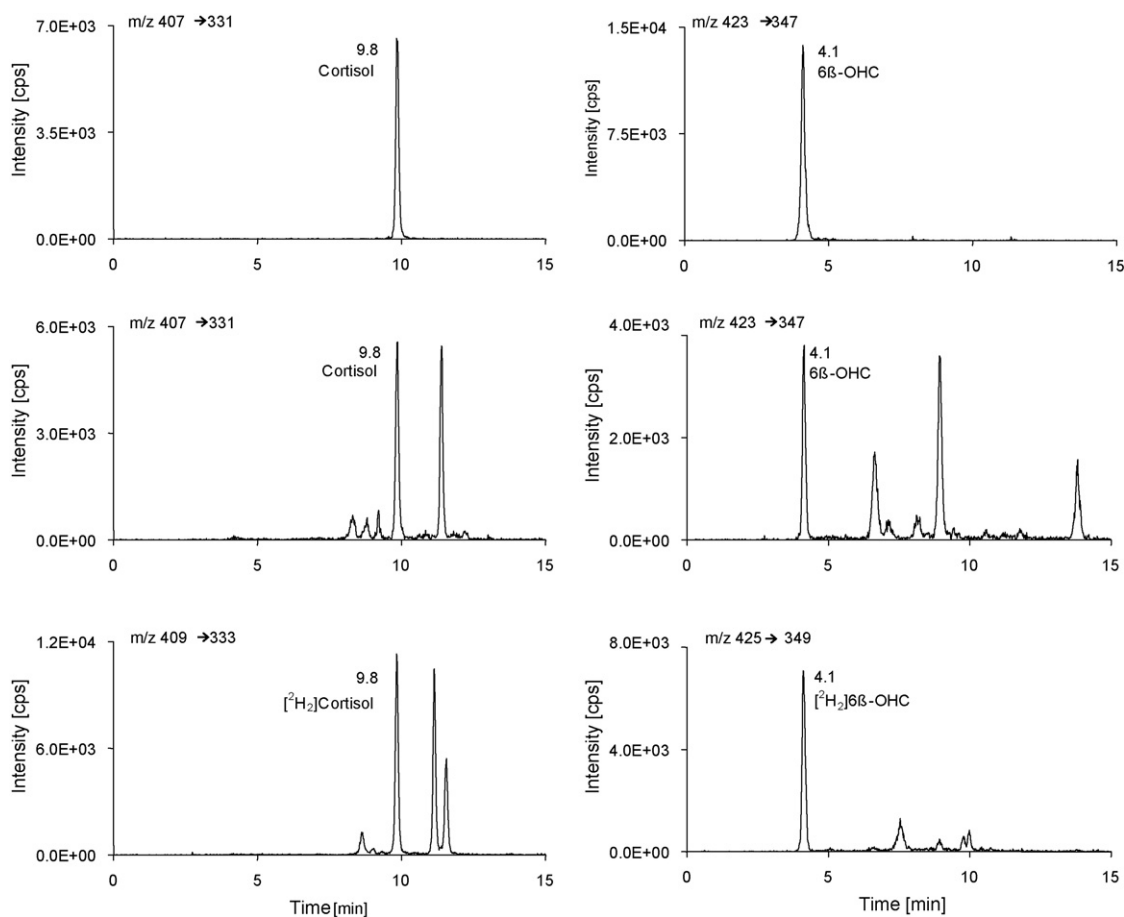 m/z 407 →331
7.0E+03
3.5E+03
0.0E+00
Intensity [cps]
9.8
Cortisol
0 5 10 15
m/z 423 →347
1.5E+04
7.5E+03
0.0E+00
Intensity [cps]
4.1
6ß-OHC
0 5 10 15
m/z 407 →331
6.0E+03
3.0E+03
0.0E+00
Intensity [cps]
9.8
Cortisol
0 5 10 15
m/z 423 →347
4.0E+03
2.0E+03
0.0E+00
Intensity [cps]
4.1
6ß-OHC
0 5 10 15
m/z 409 →333
1.2E+04
6.0E+03
0.0E+00
Intensity [cps]
9.8
[²H₂]Cortisol
0 5 10 15
Time [min]
m/z 425→ 349
8.0E+03
4.0E+03
0.0E+00
Intensity [cps]
4.1
[²H₂]6ß-OHC
0 5 10 15
Time [min]